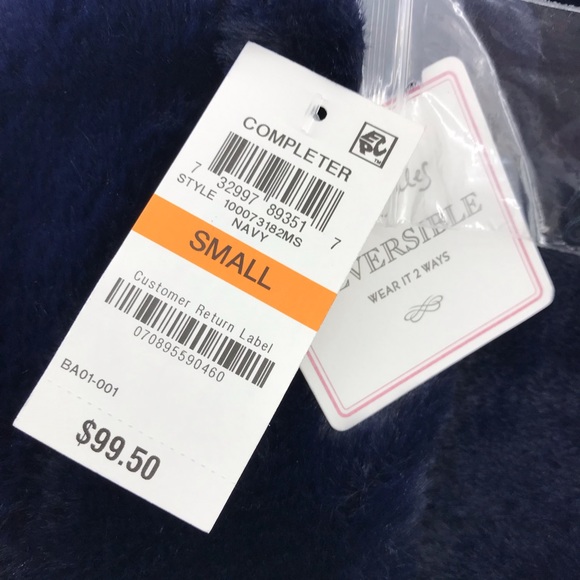 COMPLETER
7 32997 89351 7
STYLE 100073182MS
NAVY
SMALL
Customer Return Label
070895590460
BA01-001
$99.50
EVERSIBLE
WEAR IT 2 WAYS